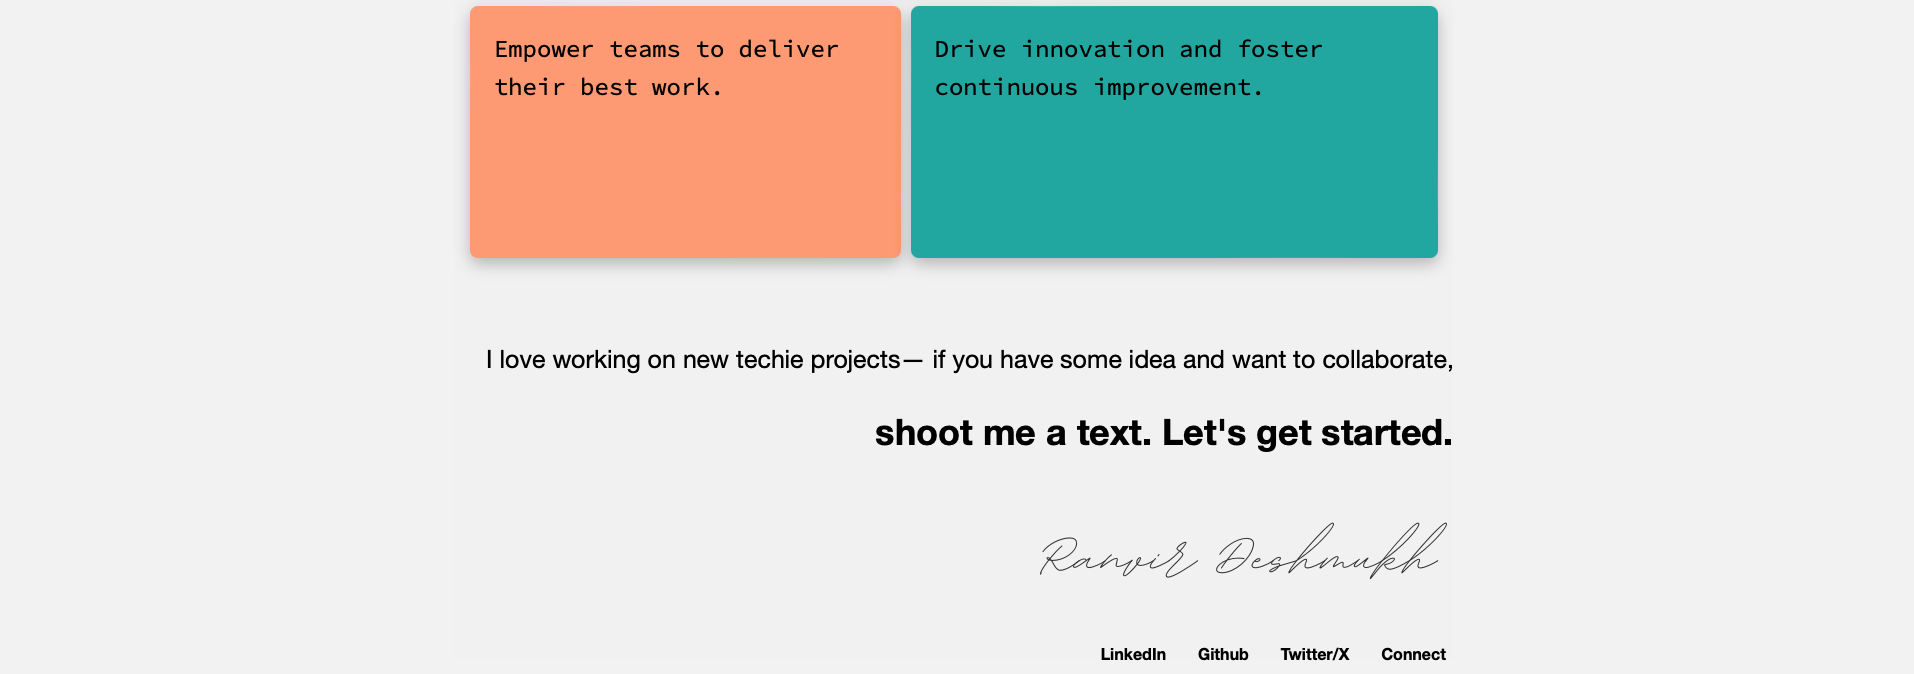 Empower teams to deliver
their best work.
Drive innovation and foster
continuous improvement.
I love working on new techie projects— if you have some idea and want to collaborate,
shoot me a text. Let's get started.
Ranvir Deshmukh
LinkedIn Github Twitter/X Connect